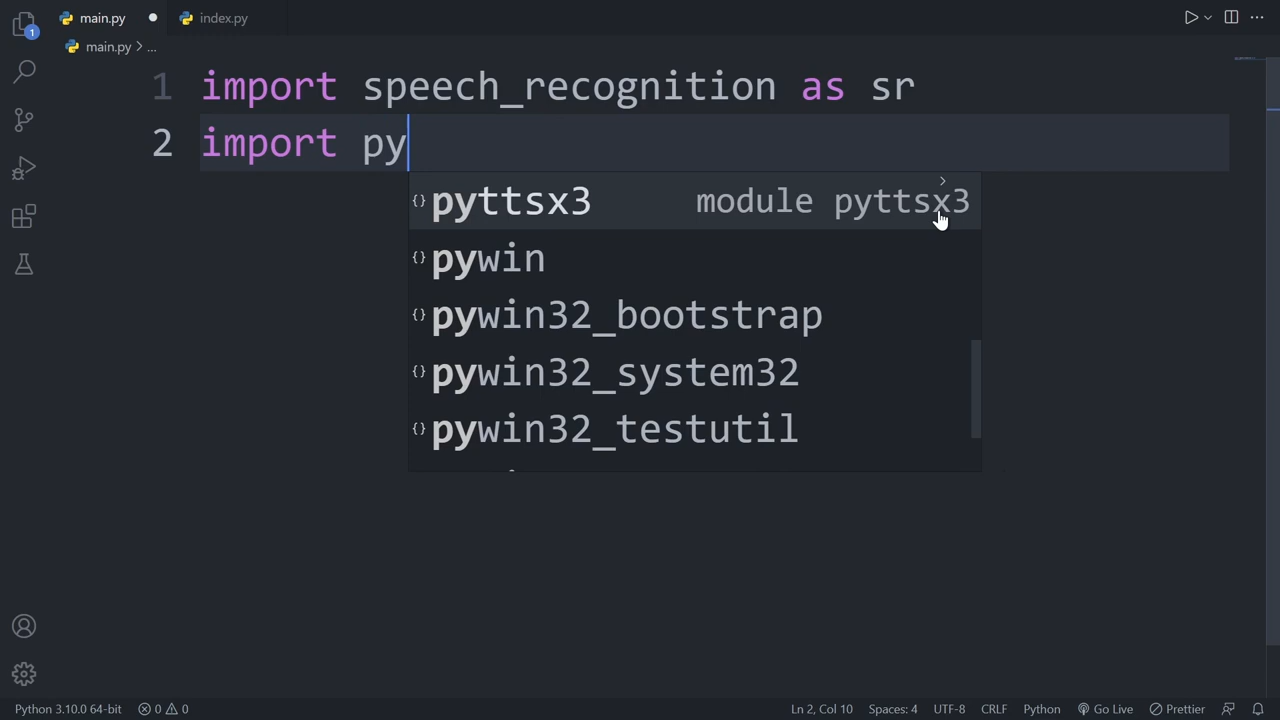 main.py
index.py
1
main.py > ...
1 import speech_recognition as sr
2 import py
pyttsx3 module pyttsx3
pywin
pywin32_bootstrap
pywin32_system32
pywin32_testutil
Python 3.10.0 64-bit 0 0 Ln 2, Col 10 Spaces: 4 UTF-8 CRLF Python Go Live Prettier